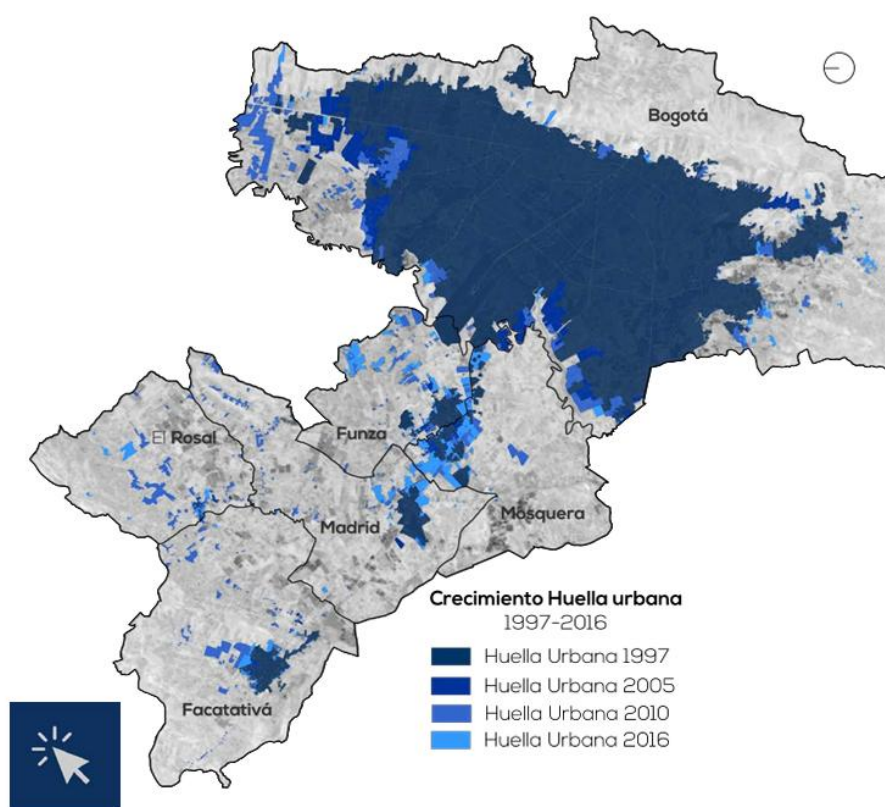 Bogotá
El Rosal
Funza
Madrid
Mosquera
Facatativá
Crecimiento Huella urbana
1997-2016
Huella Urbana 1997
Huella Urbana 2005
Huella Urbana 2010
Huella Urbana 2016